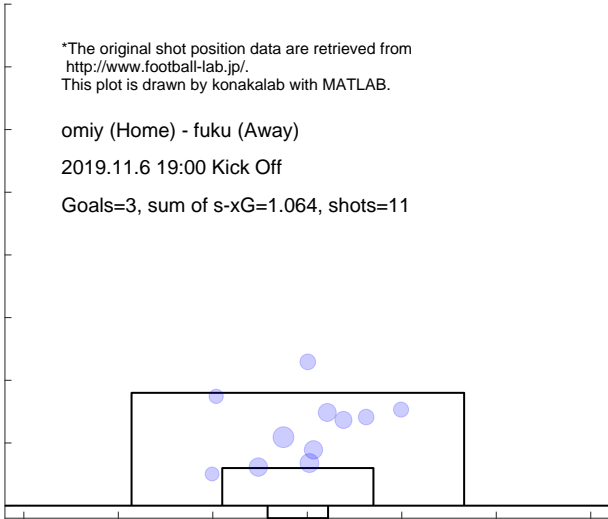 *The original shot position data are retrieved from
http://www.football-lab.jp/.
This plot is drawn by konakalab with MATLAB.
omiy (Home) - fuku (Away)
2019.11.6 19:00 Kick Off
Goals=3, sum of s-xG=1.064, shots=11